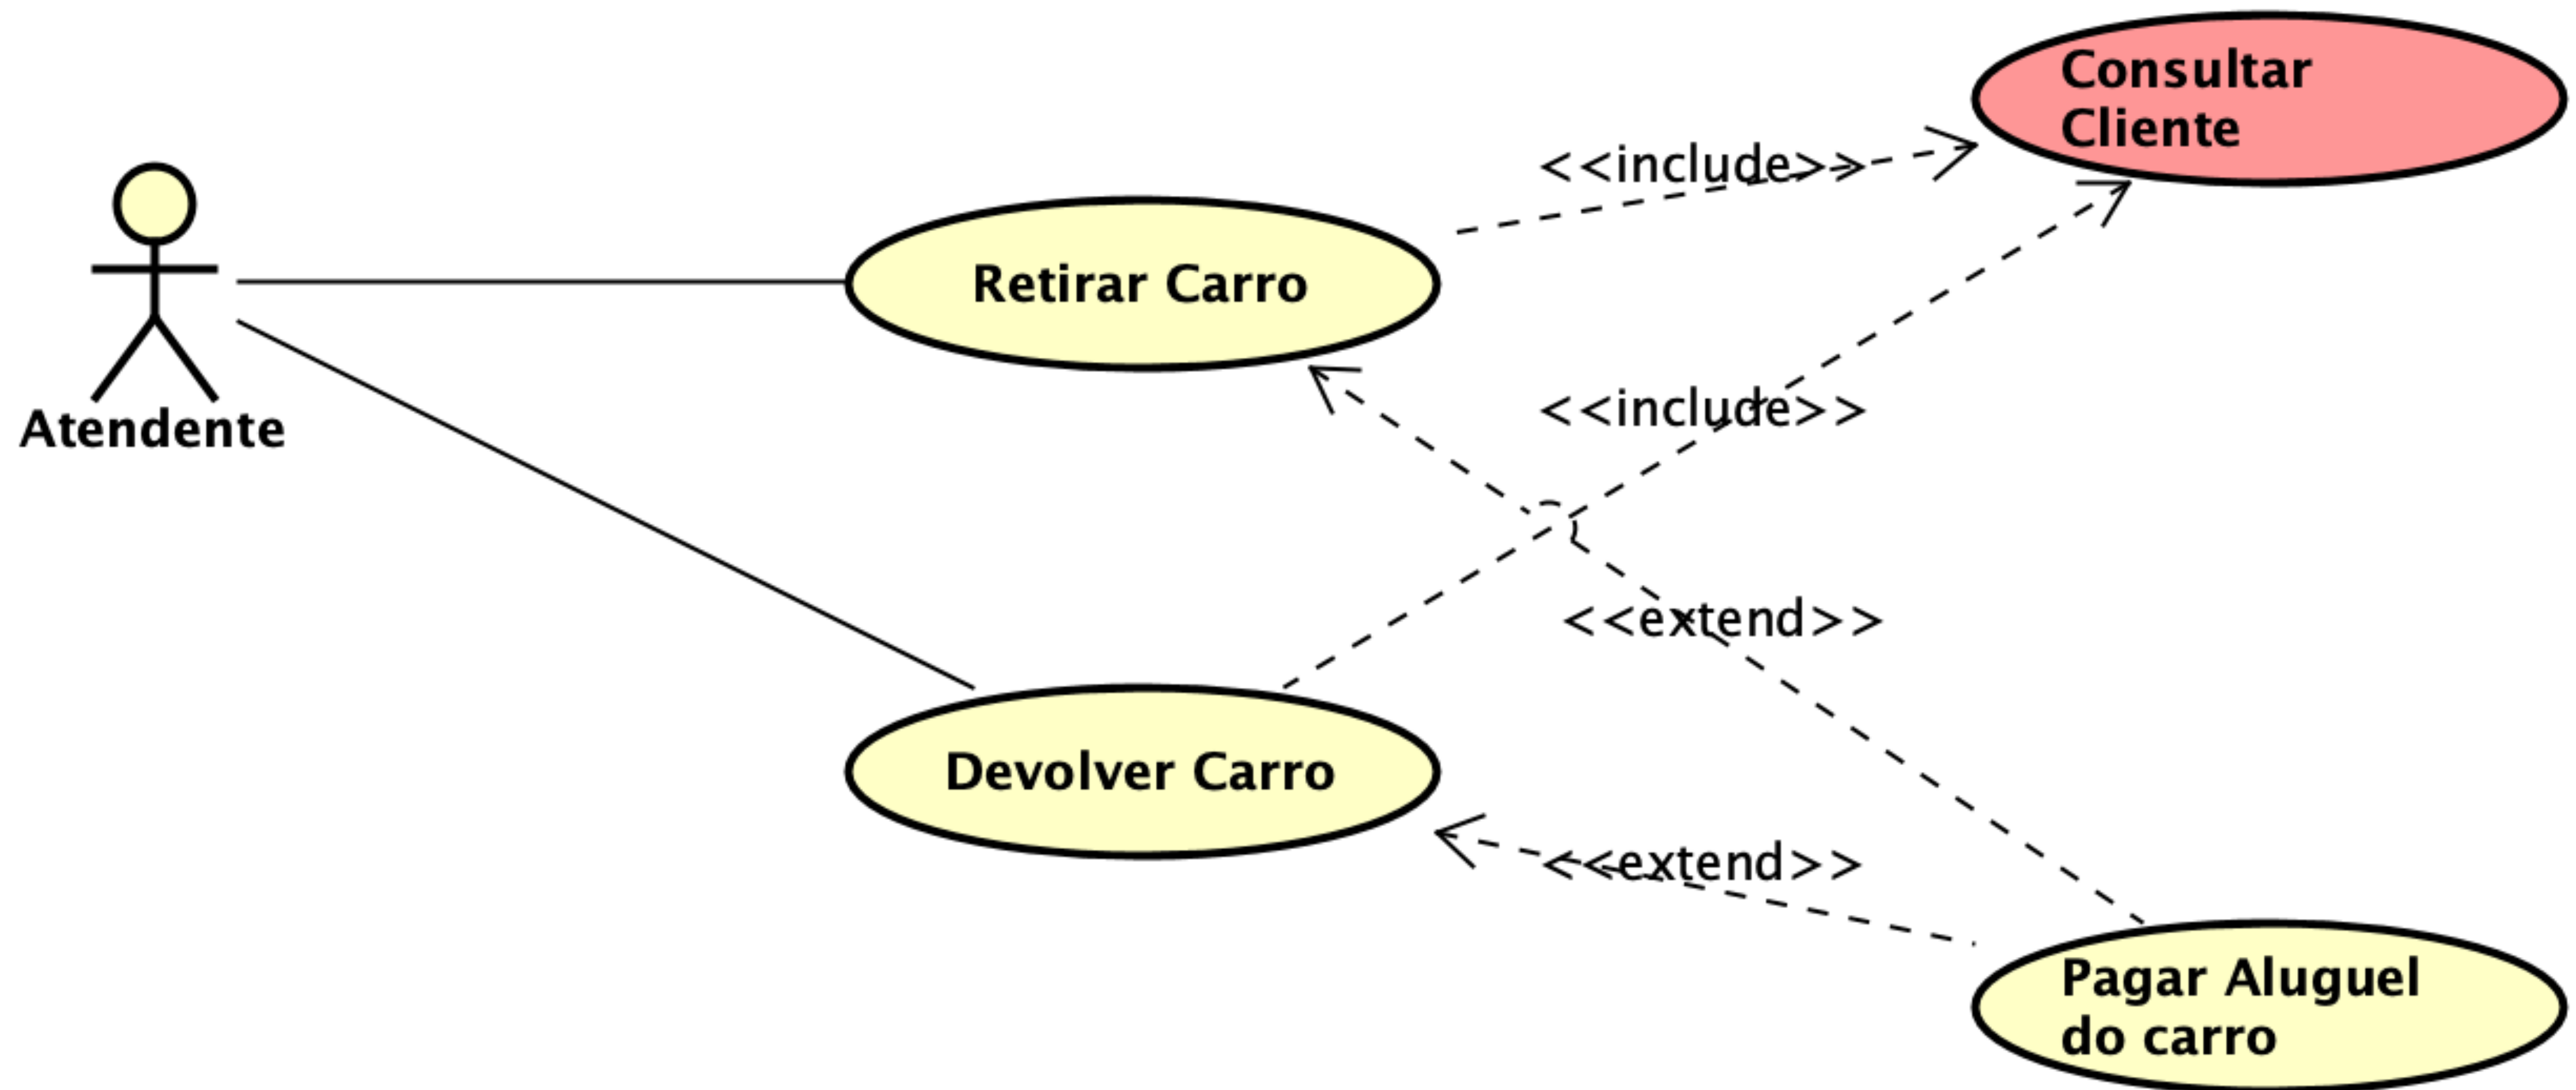 Consultar
Cliente
<<include>>
Retirar Carro
Atendente
<<include>>
<<extend>>
Devolver Carro
<<extend>>
Pagar Aluguel
do carro